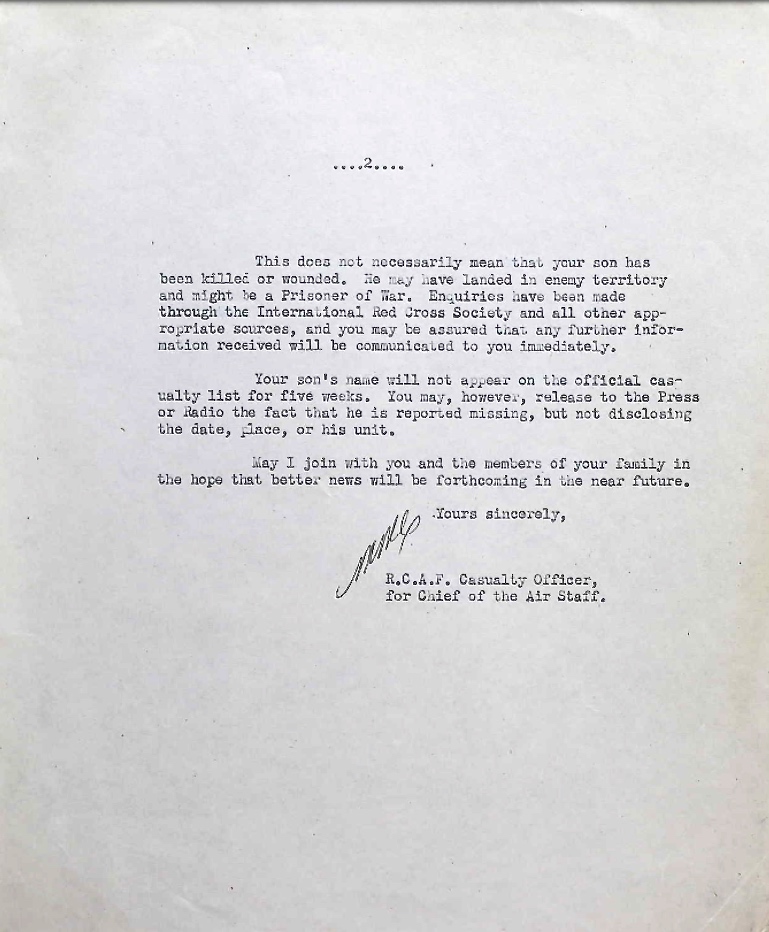 ....2....
This does not necessarily mean that your son has
been killed or wounded. He may have landed in enemy territory
and might be a Prisoner of War. Enquiries have been made
through the International Red Cross Society and all other app-
ropriate sources, and you may be assured that any further infor-
mation received will be communicated to you immediately.
Your son's name will not appear on the official cas-
ualty list for five weeks. You may, however, release to the Press
or Radio the fact that he is reported missing, but not disclosing
the date, place, or his unit.
May I join with you and the members of your family in
the hope that better news will be forthcoming in the near future.
Yours sincerely,
R.C.A.F. Casualty Officer,
for Chief of the Air Staff.